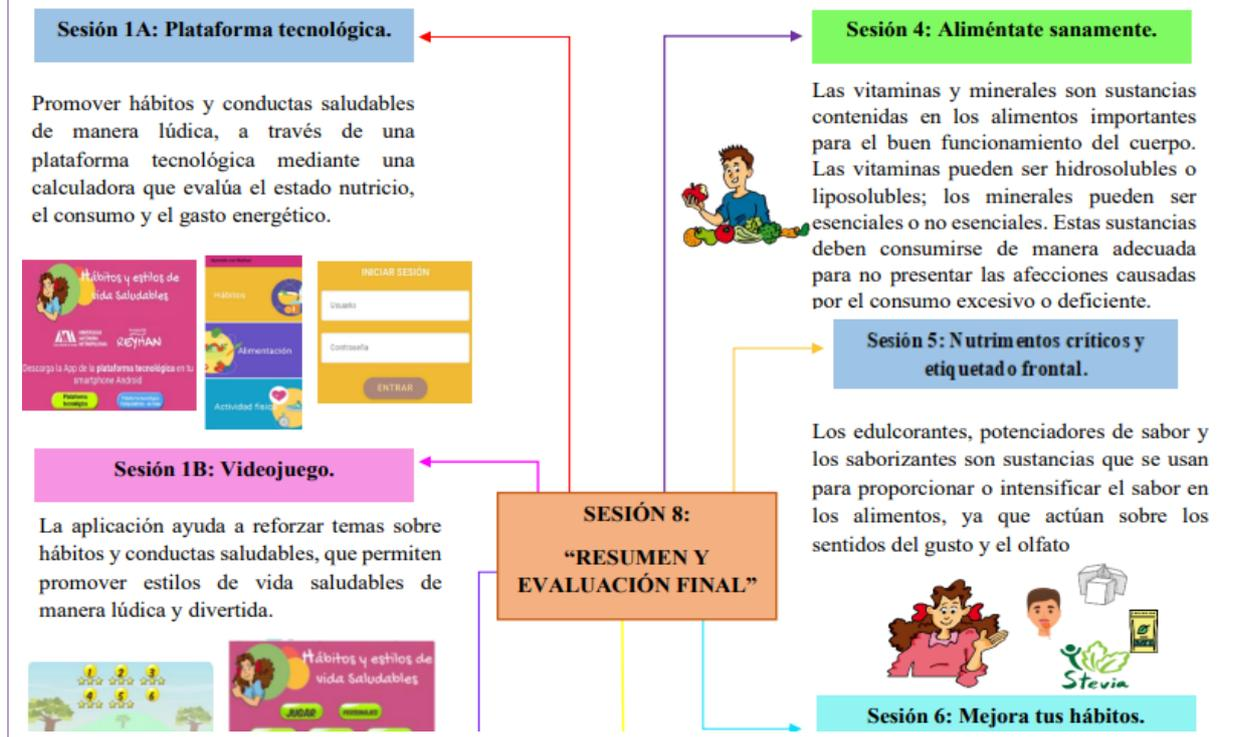 Sesión 1A: Plataforma tecnológica.
Promover hábitos y conductas saludables
de manera lúdica, a través de una
plataforma tecnológica mediante una
calculadora que evalúa el estado nutricio,
el consumo y el gasto energético.
Hábitos y estilos de
vida Saludables
REYHAN
Descarga la App de la plataforma tecnológica en tu
smartphone Android
Plataforma
tecnológica
Hábitos
Alimentación
Actividad física
INICIAR SESIÓN
Usuario
Contraseña
ENTRAR
Sesión 1B: Videojuego.
La aplicación ayuda a reforzar temas sobre
hábitos y conductas saludables, que permiten
promover estilos de vida saludables de
manera lúdica y divertida.
1 2 3
4 5 6
Hábitos y estilos de
vida Saludables
JUGAR
PERSONAJES
SESIÓN 8:
“RESUMEN Y
EVALUACIÓN FINAL”
Sesión 4: Aliméntate sanamente.
Las vitaminas y minerales son sustancias
contenidas en los alimentos importantes
para el buen funcionamiento del cuerpo.
Las vitaminas pueden ser hidrosolubles o
liposolubles; los minerales pueden ser
esenciales o no esenciales. Estas sustancias
deben consumirse de manera adecuada
para no presentar las afecciones causadas
por el consumo excesivo o deficiente.
Sesión 5: Nutrimentos críticos y
etiquetado frontal.
Los edulcorantes, potenciadores de sabor y
los saborizantes son sustancias que se usan
para proporcionar o intensificar el sabor en
los alimentos, ya que actúan sobre los
sentidos del gusto y el olfato
Stevia
Sesión 6: Mejora tus hábitos.